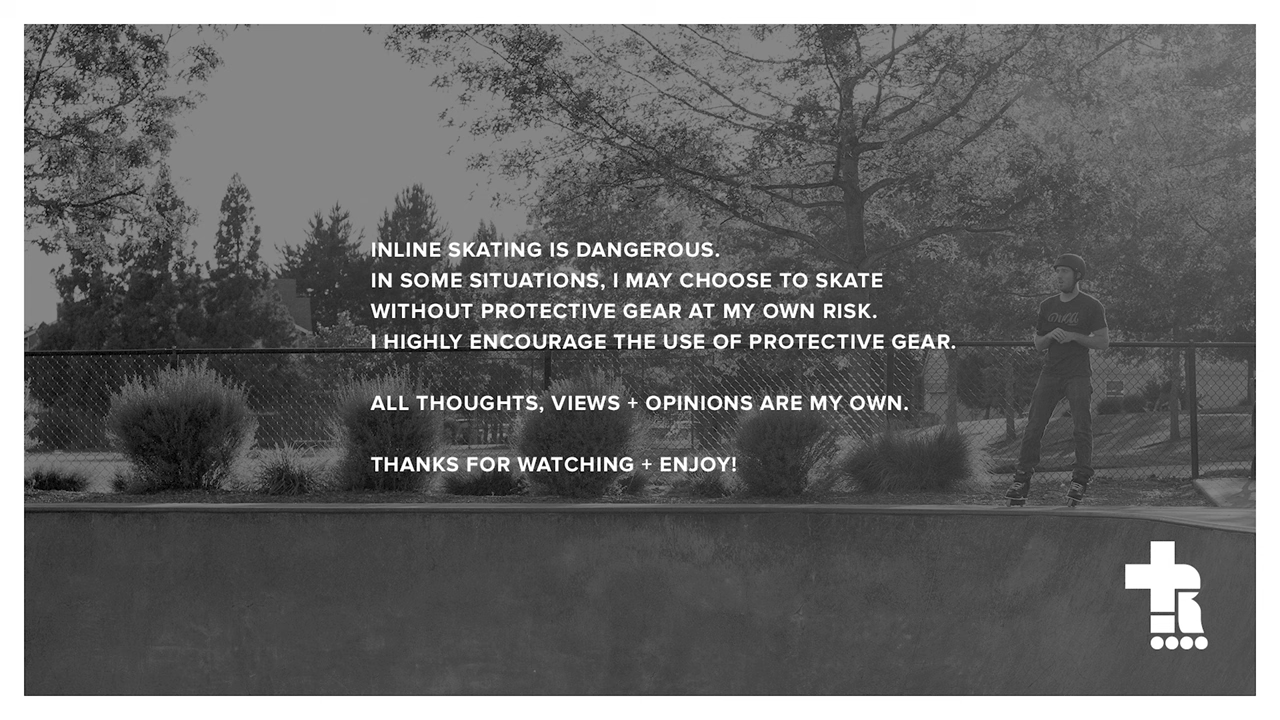 INLINE SKATING IS DANGEROUS.
IN SOME SITUATIONS, I MAY CHOOSE TO SKATE
WITHOUT PROTECTIVE GEAR AT MY OWN RISK.
I HIGHLY ENCOURAGE THE USE OF PROTECTIVE GEAR.
ALL THOUGHTS, VIEWS + OPINIONS ARE MY OWN.
THANKS FOR WATCHING + ENJOY!